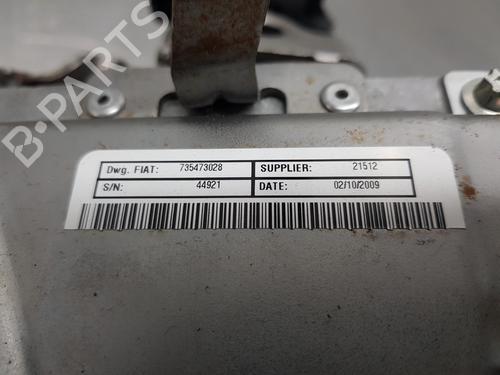 B-PARTS
Dwg. FIAT: 735473028 SUPPLIER: 21512
S/N: 44921 DATE: 02/10/2009